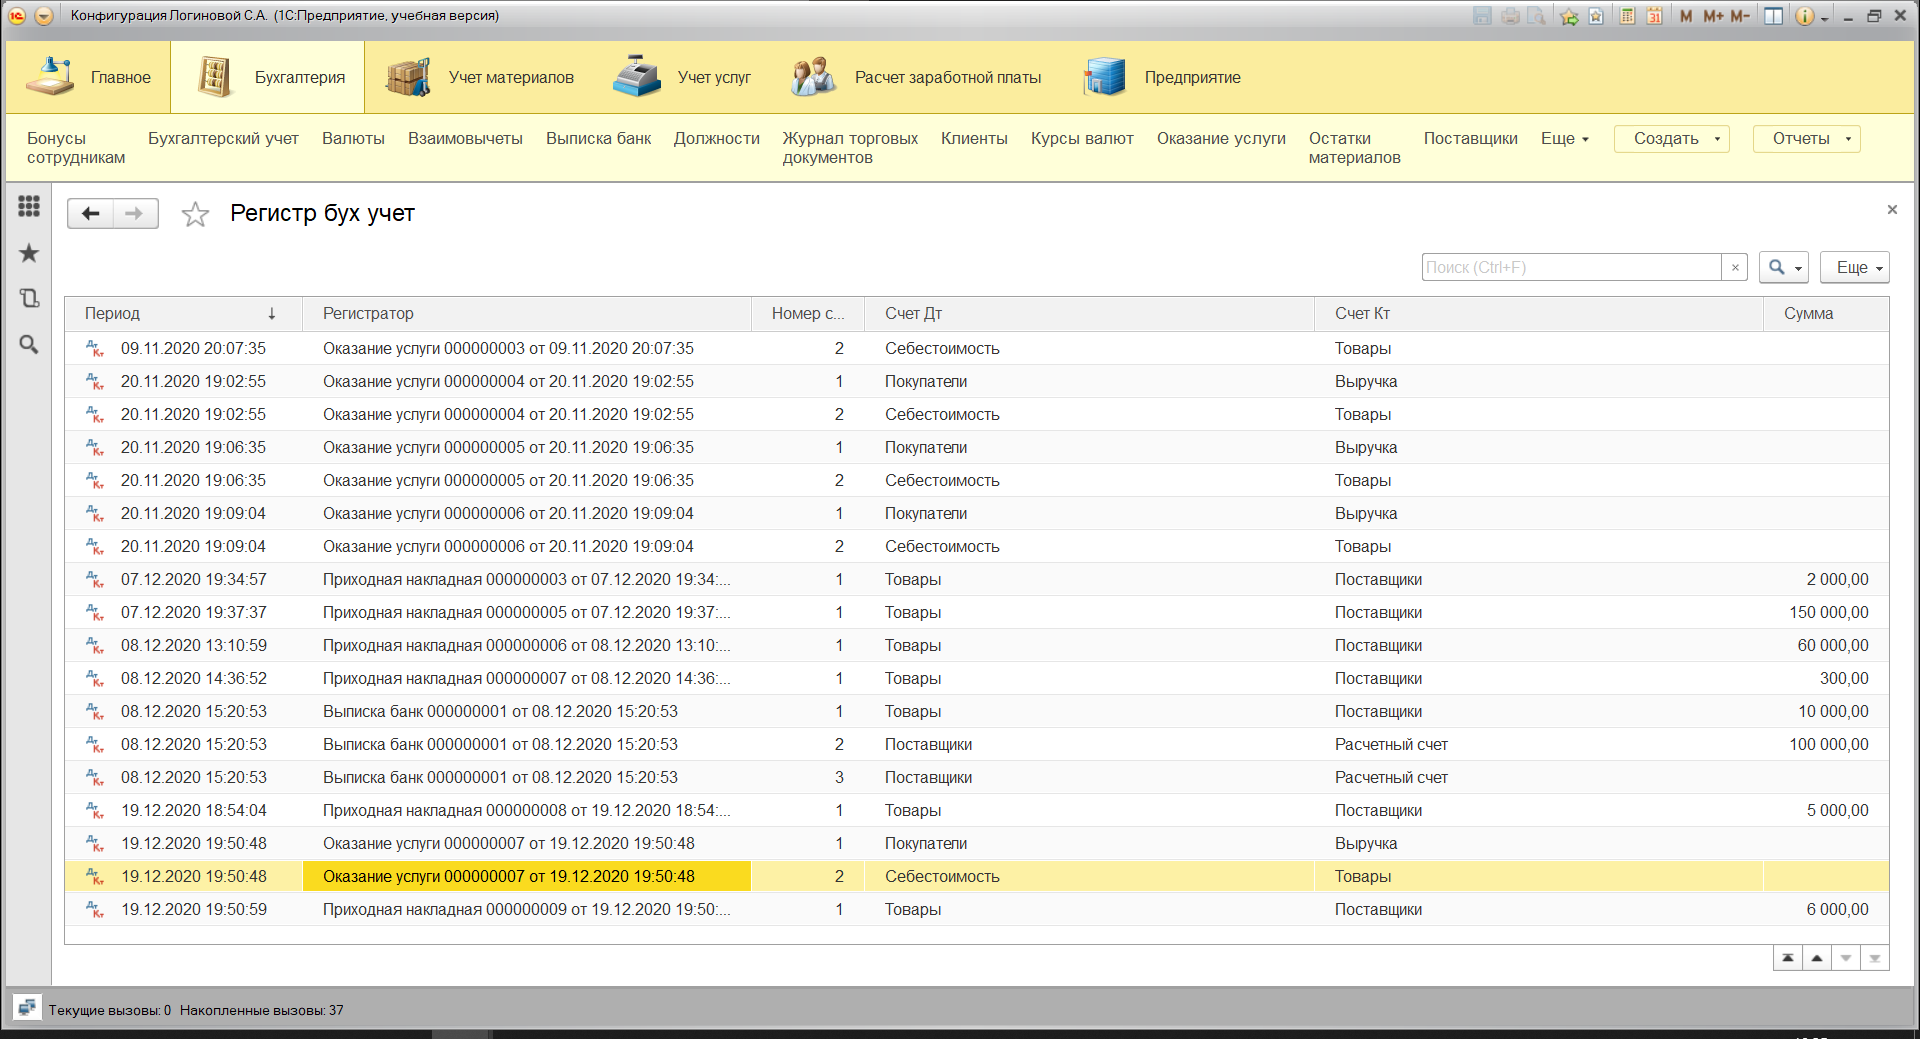 Конфигурация Логиновой С.А. (1С:Предприятие, учебная версия)
M M+ M-
Главное Бухгалтерия Учет материалов Учет услуг Расчет заработной платы Предприятие
Бонусы сотрудникам Бухгалтерский учет Валюты Взаимовычеты Выписка банк Должности Журнал торговых документов Клиенты Курсы валют Оказание услуги Остатки материалов Поставщики Еще Создать Отчеты
Регистр бух учет
Поиск (Ctrl+F) Еще
Период Регистратор Номер с... Счет Дт Счет Кт Сумма
09.11.2020 20:07:35 Оказание услуги 000000003 от 09.11.2020 20:07:35 2 Себестоимость Товары
20.11.2020 19:02:55 Оказание услуги 000000004 от 20.11.2020 19:02:55 1 Покупатели Выручка
20.11.2020 19:02:55 Оказание услуги 000000004 от 20.11.2020 19:02:55 2 Себестоимость Товары
20.11.2020 19:06:35 Оказание услуги 000000005 от 20.11.2020 19:06:35 1 Покупатели Выручка
20.11.2020 19:06:35 Оказание услуги 000000005 от 20.11.2020 19:06:35 2 Себестоимость Товары
20.11.2020 19:09:04 Оказание услуги 000000006 от 20.11.2020 19:09:04 1 Покупатели Выручка
20.11.2020 19:09:04 Оказание услуги 000000006 от 20.11.2020 19:09:04 2 Себестоимость Товары
07.12.2020 19:34:57 Приходная накладная 000000003 от 07.12.2020 19:34:... 1 Товары Поставщики 2 000,00
07.12.2020 19:37:37 Приходная накладная 000000005 от 07.12.2020 19:37:... 1 Товары Поставщики 150 000,00
08.12.2020 13:10:59 Приходная накладная 000000006 от 08.12.2020 13:10:... 1 Товары Поставщики 60 000,00
08.12.2020 14:36:52 Приходная накладная 000000007 от 08.12.2020 14:36:... 1 Товары Поставщики 300,00
08.12.2020 15:20:53 Выписка банк 000000001 от 08.12.2020 15:20:53 1 Товары Поставщики 10 000,00
08.12.2020 15:20:53 Выписка банк 000000001 от 08.12.2020 15:20:53 2 Поставщики Расчетный счет 100 000,00
08.12.2020 15:20:53 Выписка банк 000000001 от 08.12.2020 15:20:53 3 Поставщики Расчетный счет
19.12.2020 18:54:04 Приходная накладная 000000008 от 19.12.2020 18:54:... 1 Товары Поставщики 5 000,00
19.12.2020 19:50:48 Оказание услуги 000000007 от 19.12.2020 19:50:48 1 Покупатели Выручка
19.12.2020 19:50:48 Оказание услуги 000000007 от 19.12.2020 19:50:48 2 Себестоимость Товары
19.12.2020 19:50:59 Приходная накладная 000000009 от 19.12.2020 19:50:... 1 Товары Поставщики 6 000,00
Текущие вызовы: 0 Накопленные вызовы: 37